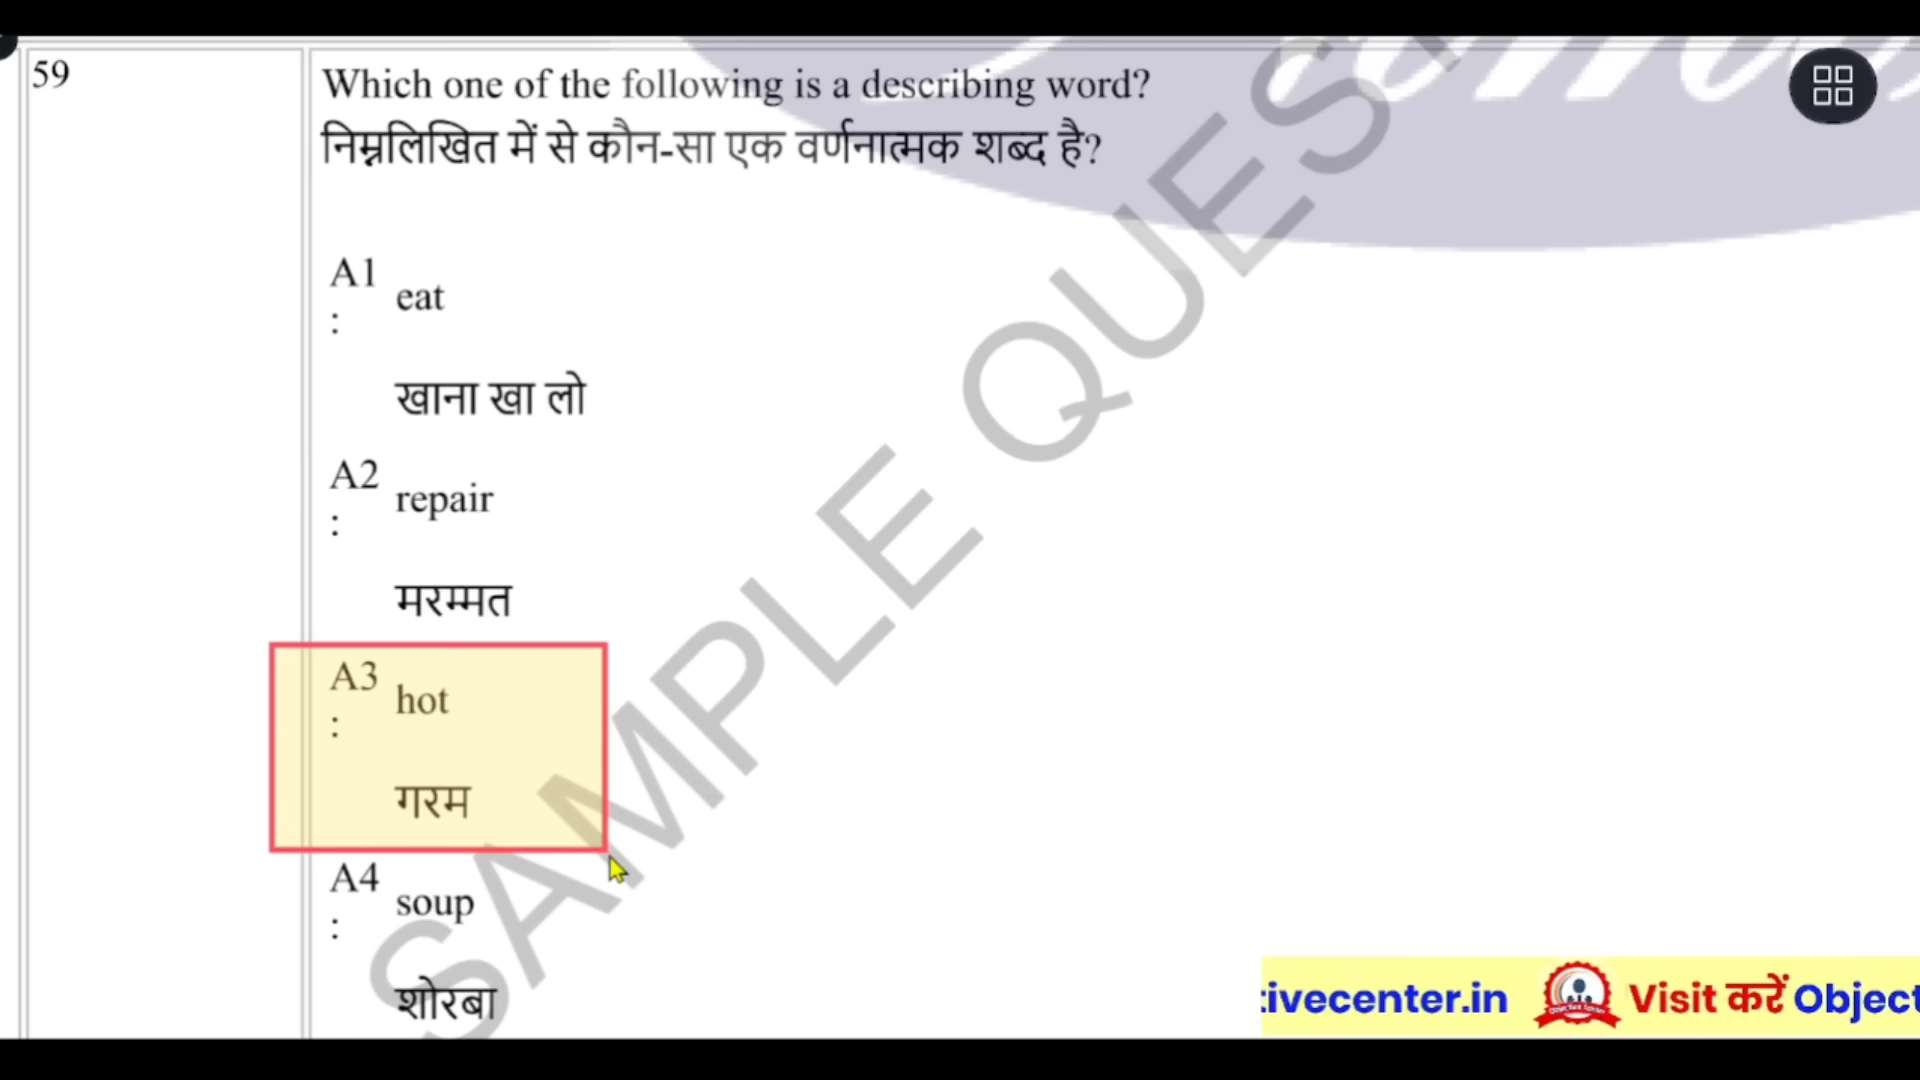 59
Which one of the following is a describing word?
निम्नलिखित में से कौन-सा एक वर्णनात्मक शब्द है?
A1
:
eat
खाना खा लो
A2
:
repair
मरम्मत
A3
:
hot
गरम
A4
:
soup
शोरबा
SAMPLE QUEST
ivecenter.in Visit करें Object